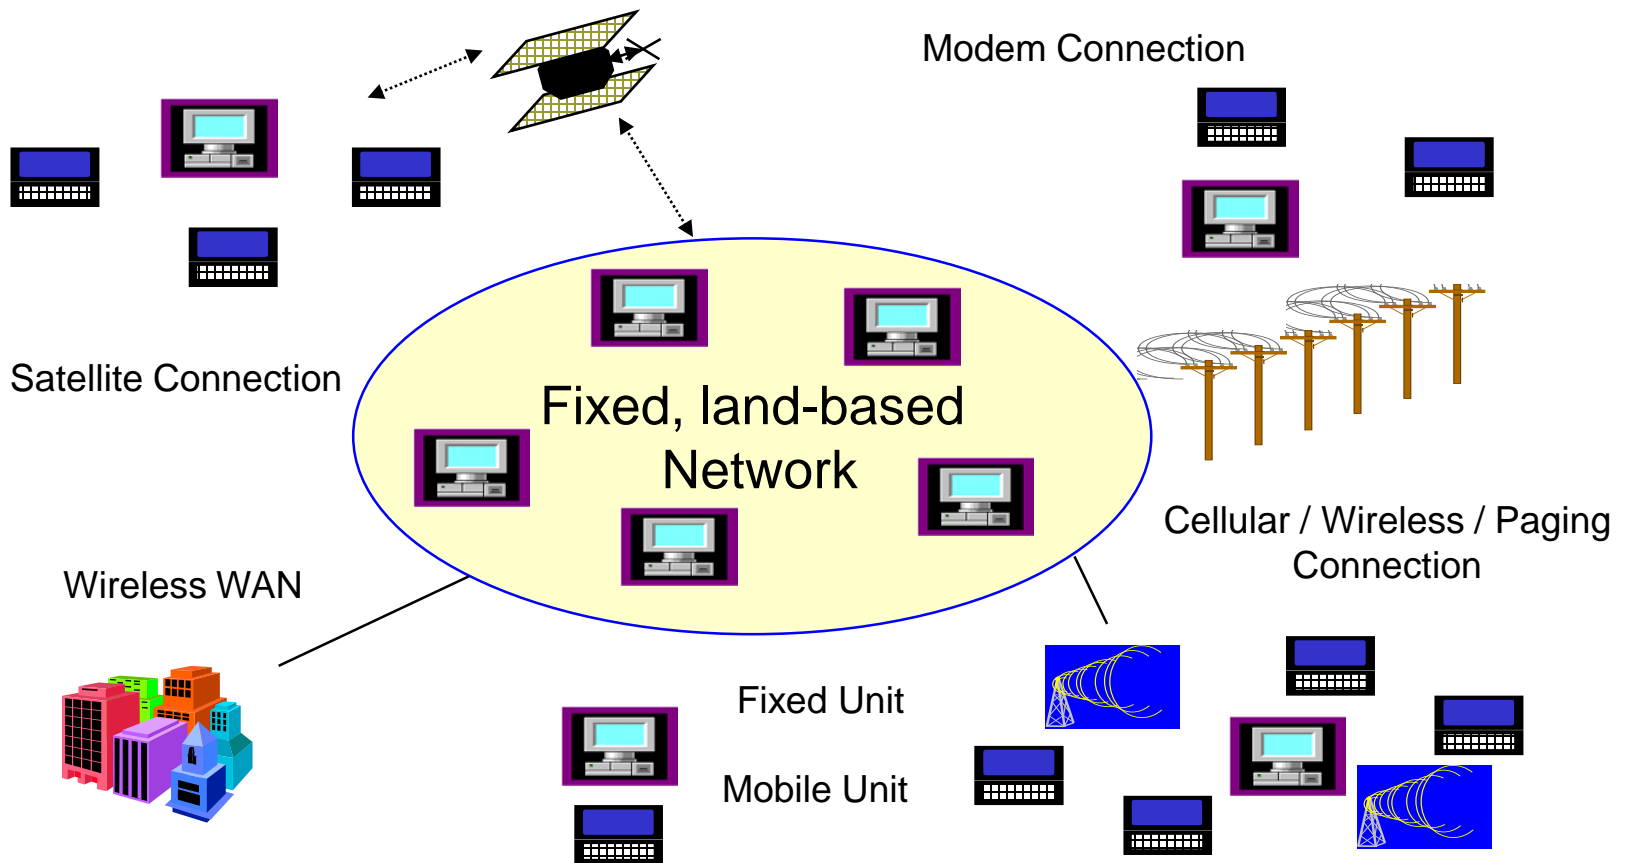 Modem Connection
Satellite Connection
Fixed, land-based
Network
Cellular / Wireless / Paging
Connection
Wireless WAN
Fixed Unit
Mobile Unit